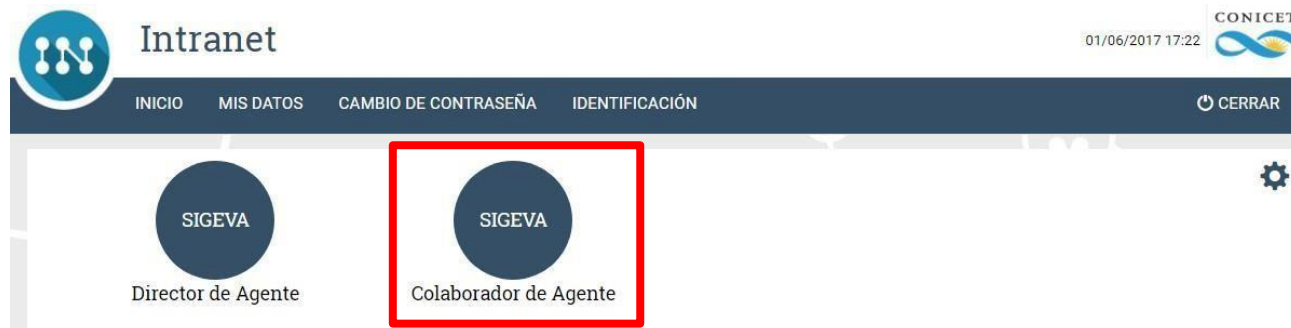 CONICET
Intranet
01/06/2017 17:22
INICIO MIS DATOS CAMBIO DE CONTRASEÑA IDENTIFICACIÓN CERRAR
SIGEVA SIGEVA
Director de Agente Colaborador de Agente